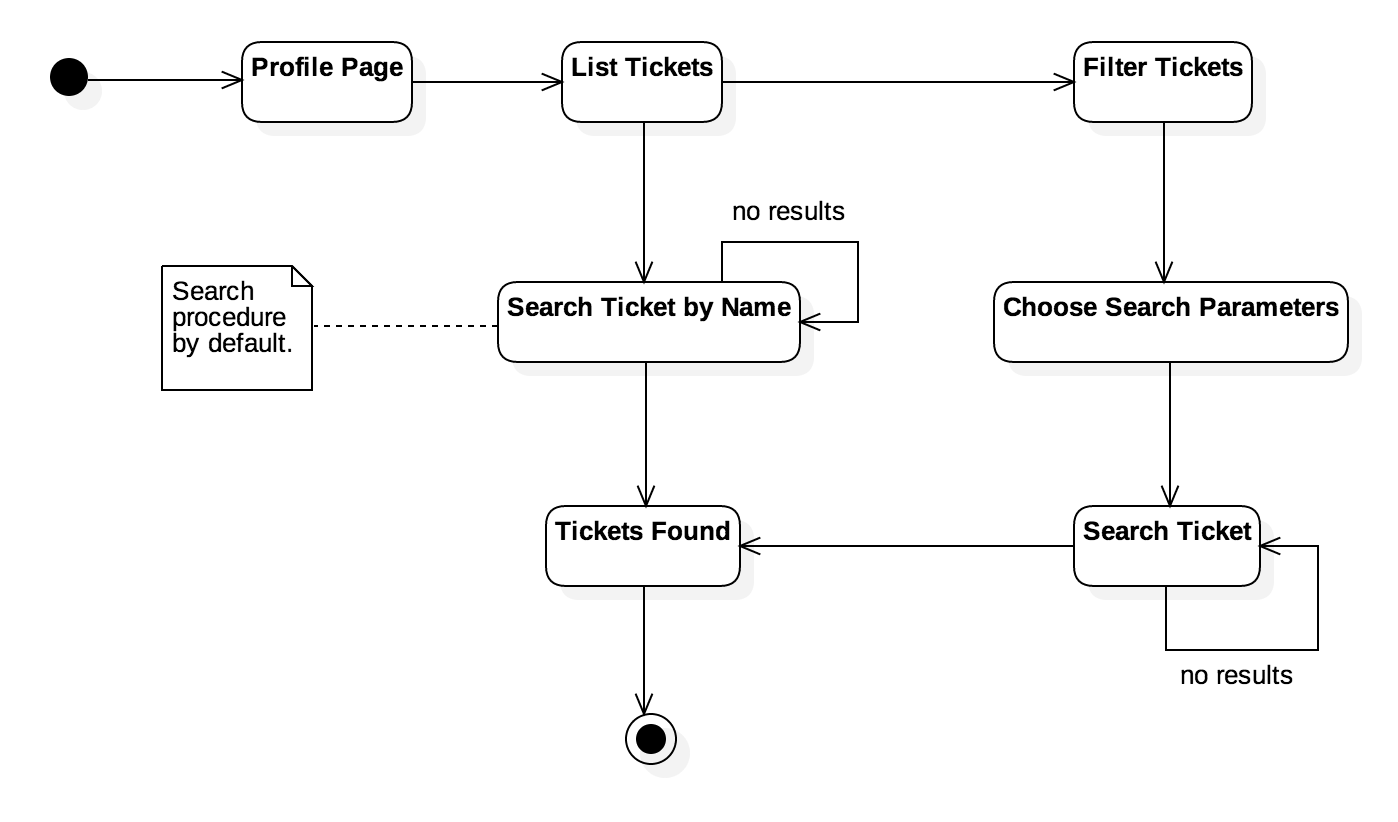 Profile Page
List Tickets
Filter Tickets
no results
Search
procedure
by default.
Search Ticket by Name
Choose Search Parameters
Tickets Found
Search Ticket
no results